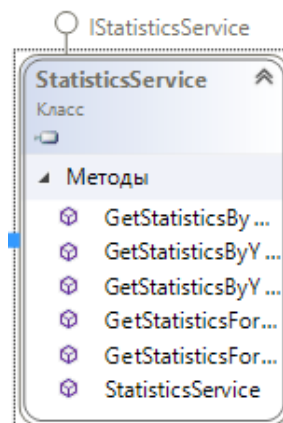 IStatisticsService
StatisticsService
Класс
Методы
GetStatisticsBy ...
GetStatisticsByY ...
GetStatisticsByY ...
GetStatisticsFor...
GetStatisticsFor...
StatisticsService